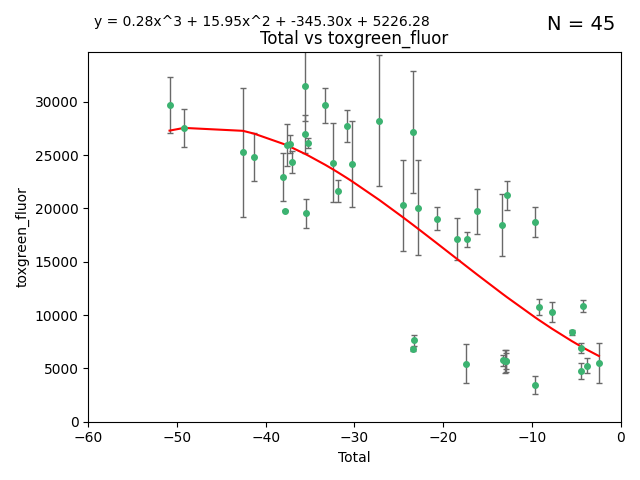 y = 0.28x^3 + 15.95x^2 + -345.30x + 5226.28
N = 45
Total vs toxgreen_fluor
30000
25000
20000
15000
10000
5000
0
toxgreen_fluor
−60
−50
−40
−30
−20
−10
0
Total